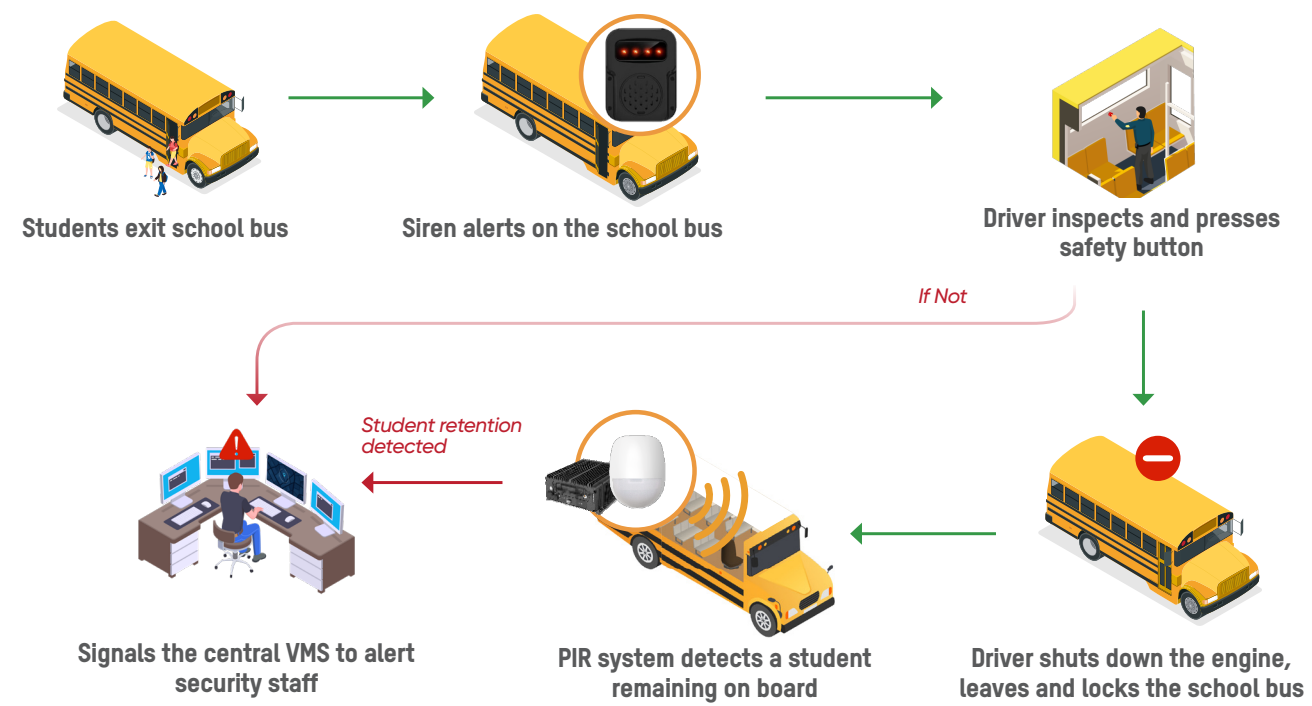 Students exit school bus
Siren alerts on the school bus
Driver inspects and presses
safety button
If Not
Student retention
detected
Signals the central VMS to alert
security staff
PIR system detects a student
remaining on board
Driver shuts down the engine,
leaves and locks the school bus